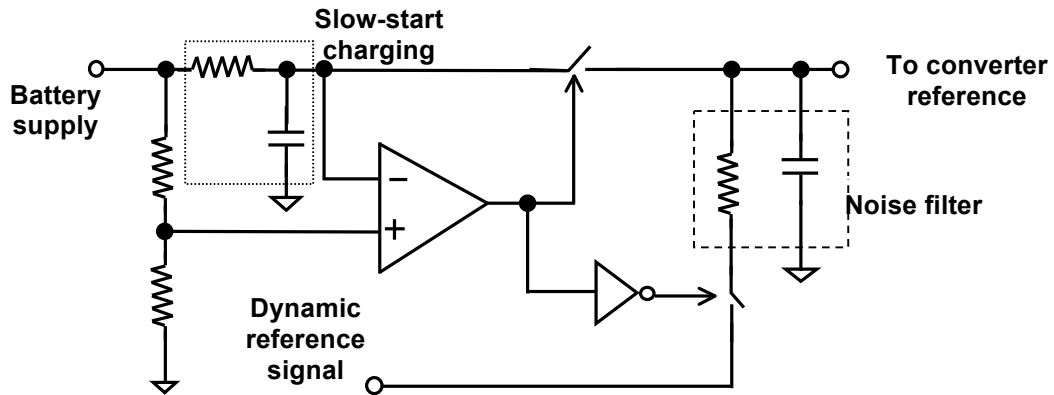 Slow-start
charging
Battery
supply
To converter
reference
−
+
Noise filter
Dynamic
reference
signal